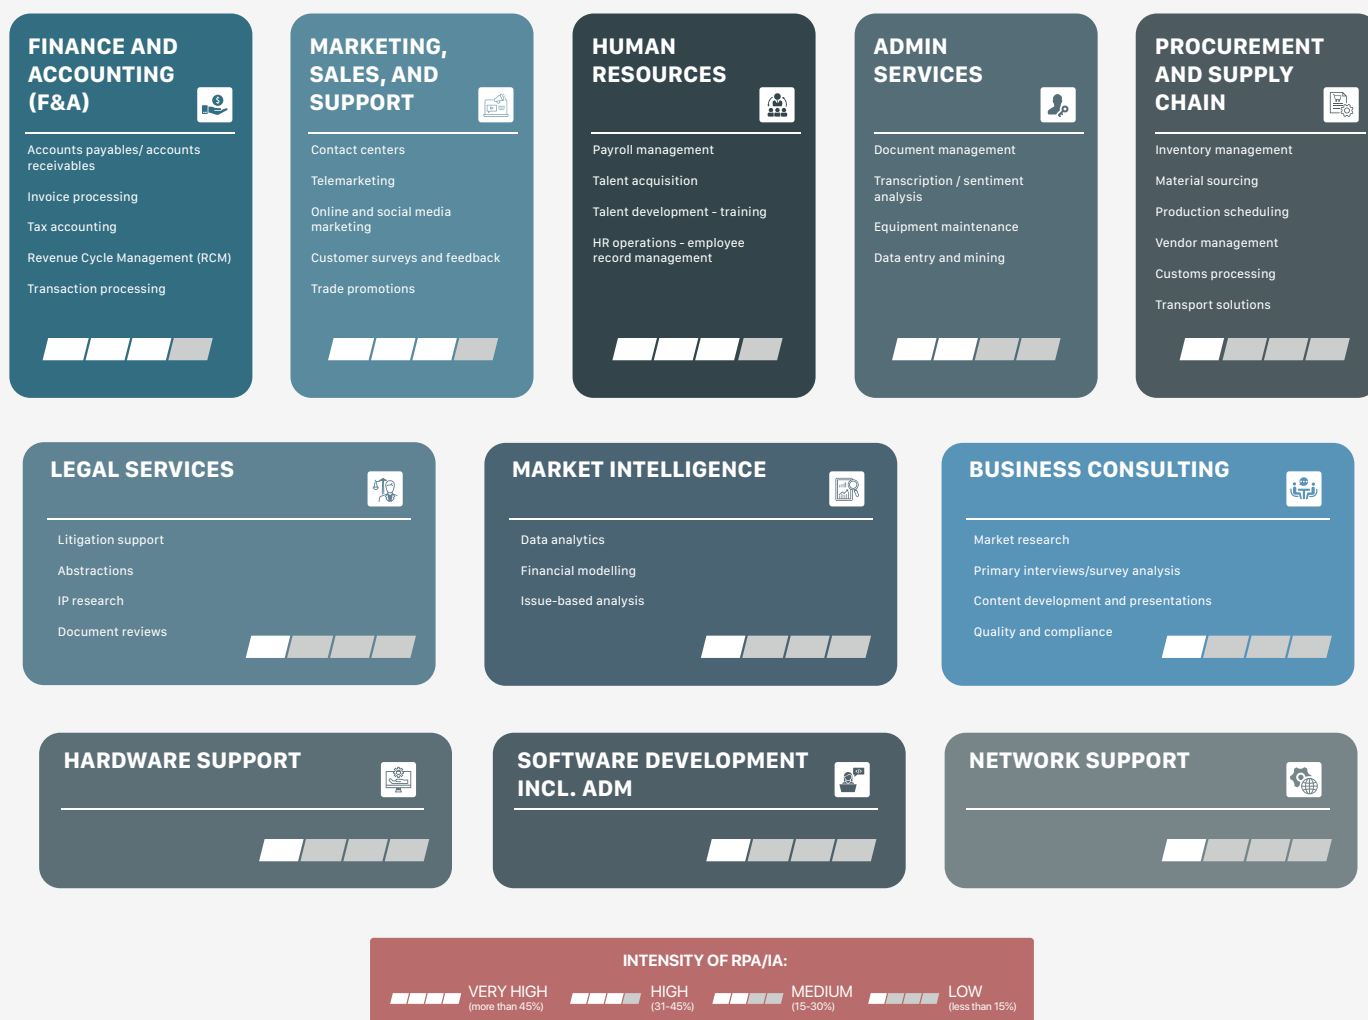 FINANCE AND
ACCOUNTING
(F&A)
Accounts payables/ accounts
receivables
Invoice processing
Tax accounting
Revenue Cycle Management (RCM)
Transaction processing
MARKETING,
SALES, AND
SUPPORT
Contact centers
Telemarketing
Online and social media
marketing
Customer surveys and feedback
Trade promotions
HUMAN
RESOURCES
Payroll management
Talent acquisition
Talent development - training
HR operations - employee
record management
ADMIN
SERVICES
Document management
Transcription / sentiment
analysis
Equipment maintenance
Data entry and mining
PROCUREMENT
AND SUPPLY
CHAIN
Inventory management
Material sourcing
Production scheduling
Vendor management
Customs processing
Transport solutions
LEGAL SERVICES
Litigation support
Abstractions
IP research
Document reviews
MARKET INTELLIGENCE
Data analytics
Financial modelling
Issue-based analysis
BUSINESS CONSULTING
Market research
Primary interviews/survey analysis
Content development and presentations
Quality and compliance
HARDWARE SUPPORT
SOFTWARE DEVELOPMENT
INCL. ADM
NETWORK SUPPORT
INTENSITY OF RPA/IA:
VERY HIGH
(more than 45%)
HIGH
(31-45%)
MEDIUM
(15-30%)
LOW
(less than 15%)